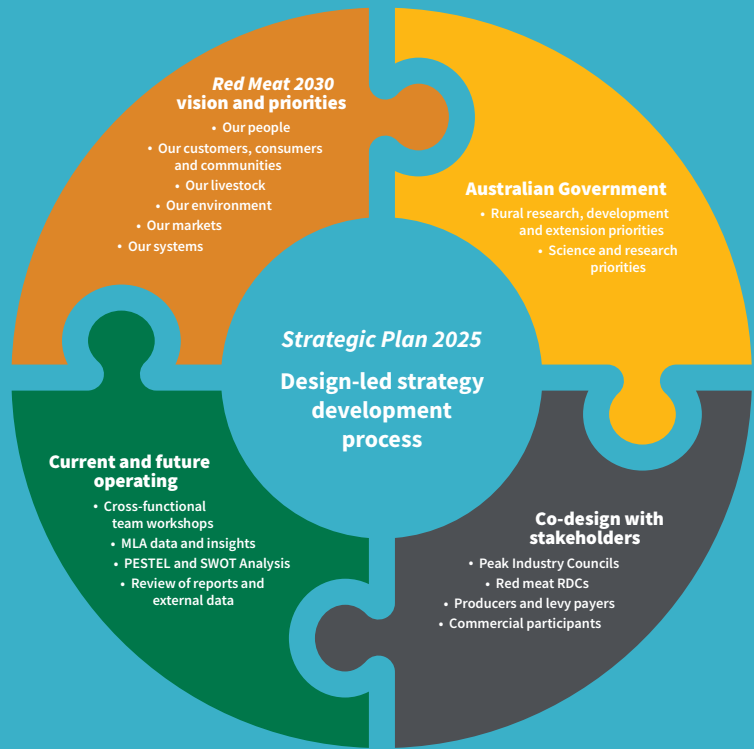 Red Meat 2030
vision and priorities
• Our people
• Our customers, consumers
and communities
• Our livestock
• Our environment
• Our markets
• Our systems
Australian Government
• Rural research, development
and extension priorities
• Science and research
priorities
Strategic Plan 2025
Design-led strategy
development
process
Current and future
operating
• Cross-functional
team workshops
• MLA data and insights
• PESTEL and SWOT Analysis
• Review of reports and
external data
Co-design with
stakeholders
• Peak Industry Councils
• Red meat RDCs
• Producers and levy payers
• Commercial participants